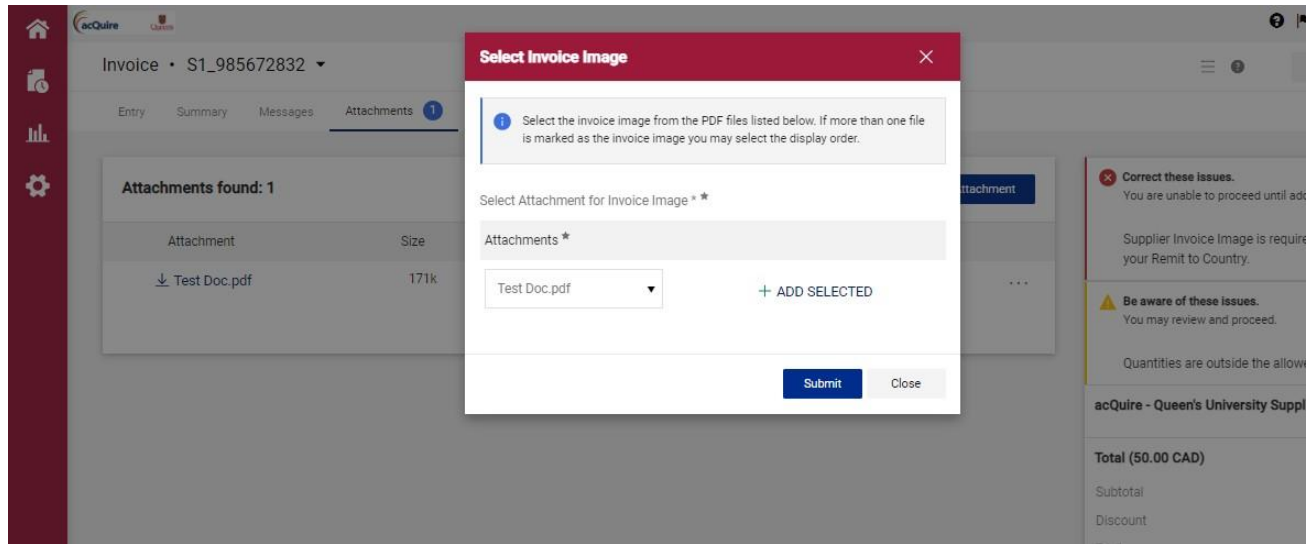 acQuire Queen's
Invoice • S1_985672832
Entry Summary Messages Attachments 1
Attachments found: 1
Attachment Size
Test Doc.pdf 171k
Select Invoice Image
Select the invoice image from the PDF files listed below. If more than one file
is marked as the invoice image you may select the display order.
Select Attachment for Invoice Image * ★
Attachments ★
Test Doc.pdf + ADD SELECTED
Submit Close
Correct these issues.
You are unable to proceed until
Supplier Invoice Image is
your Remit to Country.
Be aware of these issues.
You may review and proceed.
Quantities are outside the
acQuire - Queen's University
Total (50.00 CAD)
Subtotal
Discount